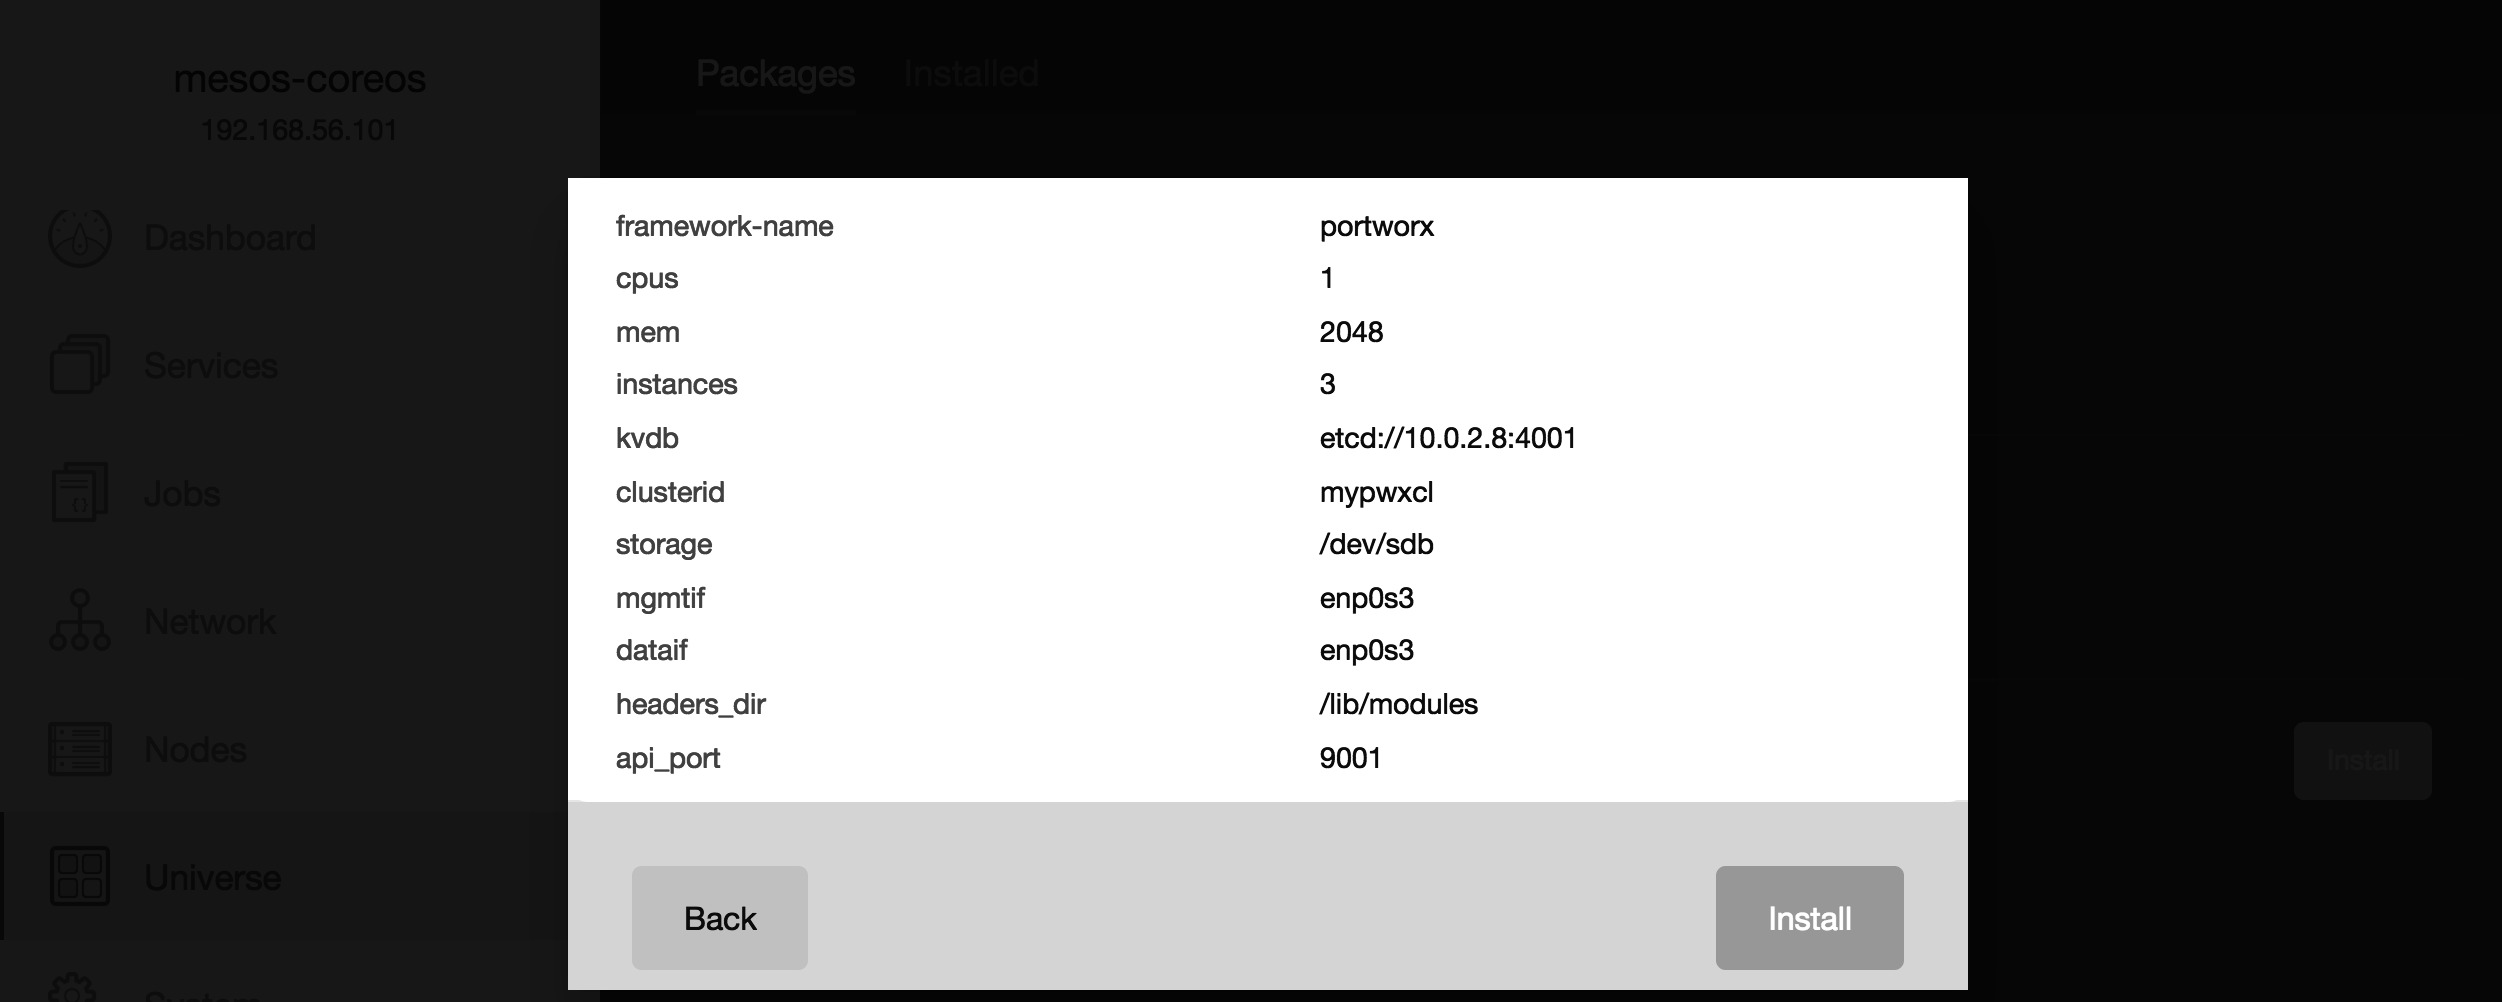 mesos-coreos
192.168.56.101
Dashboard
Services
Jobs
{}
Network
Nodes
Universe
System
Packages Installed
framework-name portworx
cpus 1
mem 2048
instances 3
kvdb etcd://10.0.2.8:4001
clusterid mypwxcl
storage /dev/sdb
mgmtif enp0s3
dataif enp0s3
headers_dir /lib/modules
api_port 9001
Back Install
Install